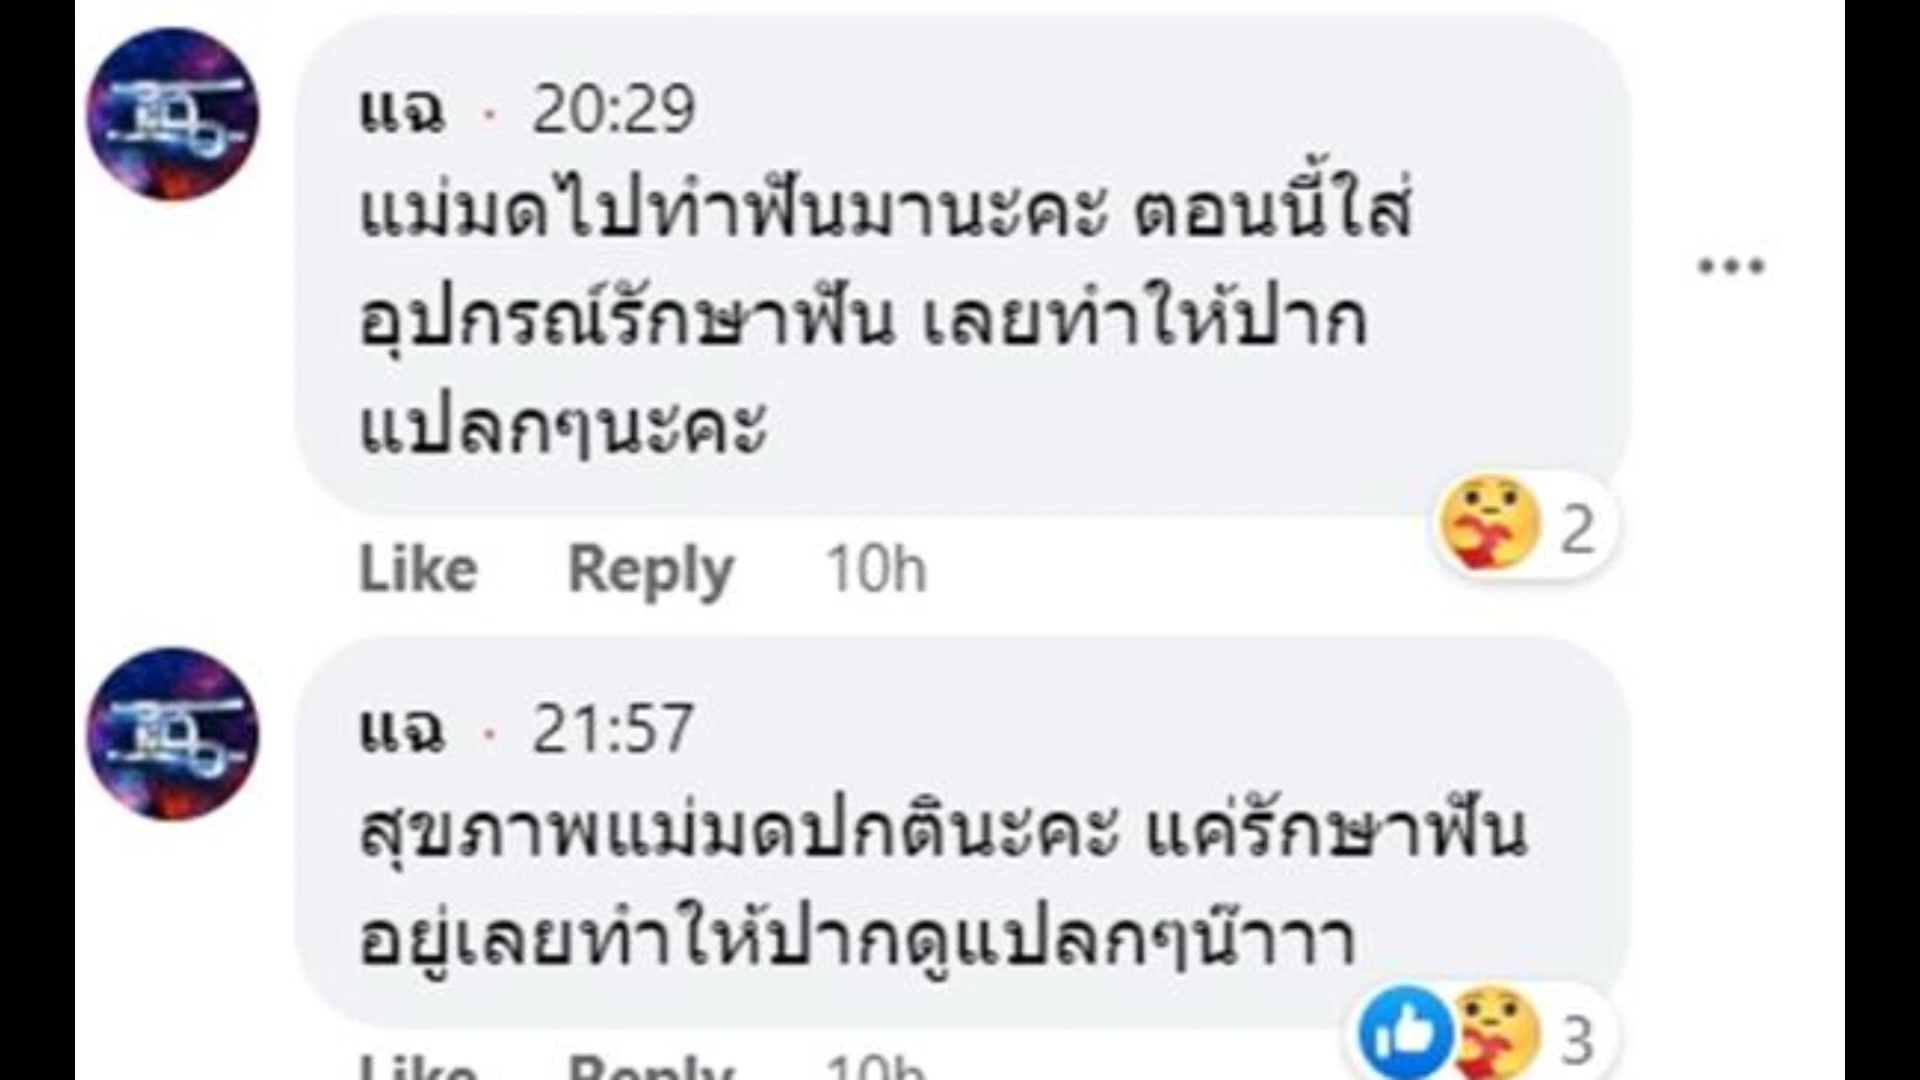 แฉ · 20:29
แม่มดไปทำฟันมานะคะ ตอนนี้ใส่
อุปกรณ์รักษาฟัน เลยทำให้ปาก
แปลกๆนะคะ
2
Like Reply 10h
แฉ · 21:57
สุขภาพแม่มดปกตินะคะ แค่รักษาฟัน
อยู่เลยทำให้ปากดูแปลกๆน๊าาา
3
Like Reply 10h